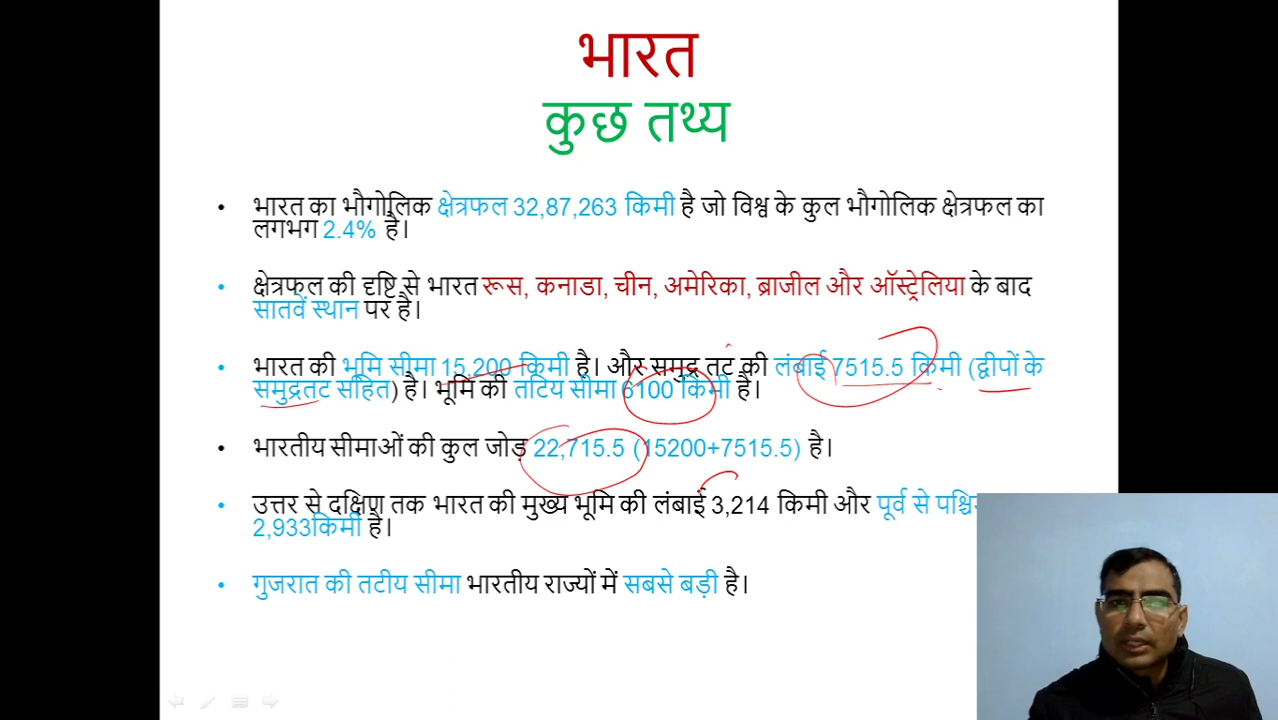 भारत
कुछ तथ्य
• भारत का भौगोलिक क्षेत्रफल 32,87,263 किमी है जो विश्व के कुल भौगोलिक क्षेत्रफल का
लगभग 2.4% है।
• क्षेत्रफल की दृष्टि से भारत रूस, कनाडा, चीन, अमेरिका, ब्राजील और ऑस्ट्रेलिया के बाद
सातवें स्थान पर है।
• भारत की भूमि सीमा 15,200 किमी है। और समुद्र तट की लंबाई 7515.5 किमी (द्वीपों के
समुद्रतट सहित) है। भूमि की तटिय सीमा 6100 किमी है।
• भारतीय सीमाओं की कुल जोड़ 22,715.5 (15200+7515.5) है।
• उत्तर से दक्षिण तक भारत की मुख्य भूमि की लंबाई 3,214 किमी और पूर्व से
2,933किमी है।
• गुजरात की तटीय सीमा भारतीय राज्यों में सबसे बड़ी है।